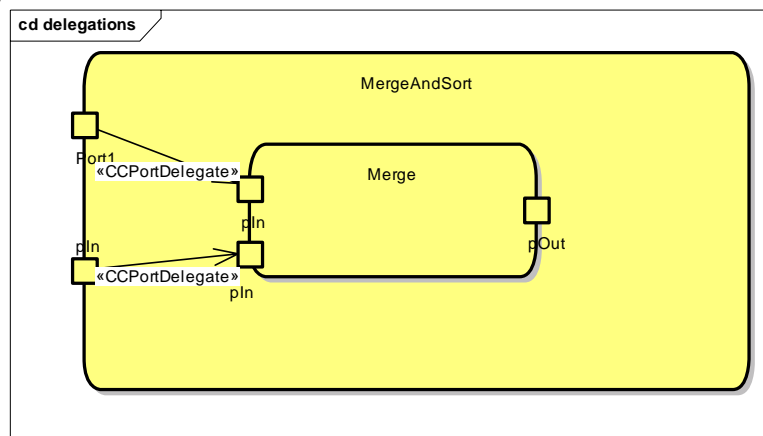 cd delegations
MergeAndSort
Port1
«CCPortDelegate»
Merge
pIn
pIn
«CCPortDelegate»
pIn
pOut